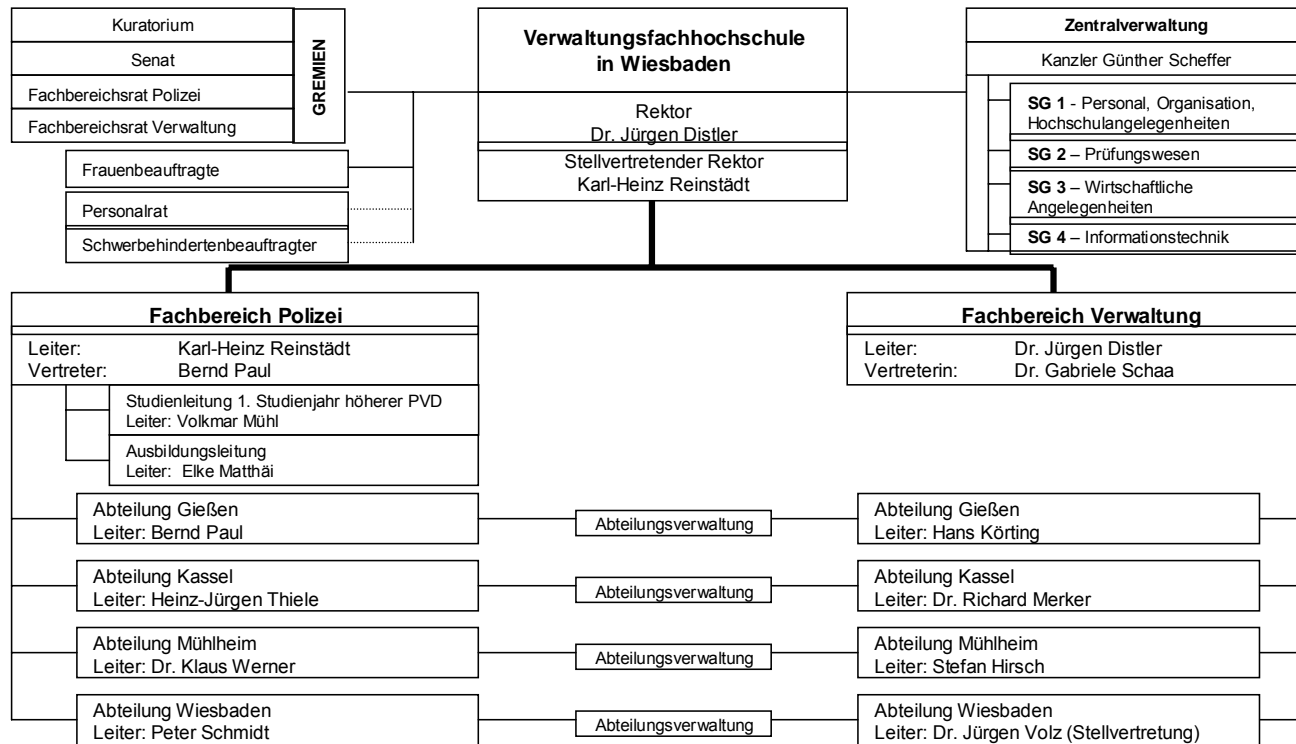 Kuratorium
Senat
Fachbereichsrat Polizei
Fachbereichsrat Verwaltung
GREMIEN
Frauenbeauftragte
Personalrat
Schwerbehindertenbeauftragter
Verwaltungsfachhochschule
in Wiesbaden
Rektor
Dr. Jürgen Distler
Stellvertretender Rektor
Karl-Heinz Reinstädt
Zentralverwaltung
Kanzler Günther Scheffer
SG 1 - Personal, Organisation,
Hochschulangelegenheiten
SG 2 – Prüfungswesen
SG 3 – Wirtschaftliche
Angelegenheiten
SG 4 – Informationstechnik
Fachbereich Polizei
Leiter: Karl-Heinz Reinstädt
Vertreter: Bernd Paul
Studienleitung 1. Studienjahr höherer PVD
Leiter: Volkmar Mühl
Ausbildungsleitung
Leiter: Elke Matthäi
Fachbereich Verwaltung
Leiter: Dr. Jürgen Distler
Vertreterin: Dr. Gabriele Schaa
Abteilung Gießen
Leiter: Bernd Paul
Abteilungsverwaltung
Abteilung Gießen
Leiter: Hans Körting
Abteilung Kassel
Leiter: Heinz-Jürgen Thiele
Abteilungsverwaltung
Abteilung Kassel
Leiter: Dr. Richard Merker
Abteilung Mühlheim
Leiter: Dr. Klaus Werner
Abteilungsverwaltung
Abteilung Mühlheim
Leiter: Stefan Hirsch
Abteilung Wiesbaden
Leiter: Peter Schmidt
Abteilungsverwaltung
Abteilung Wiesbaden
Leiter: Dr. Jürgen Volz (Stellvertretung)